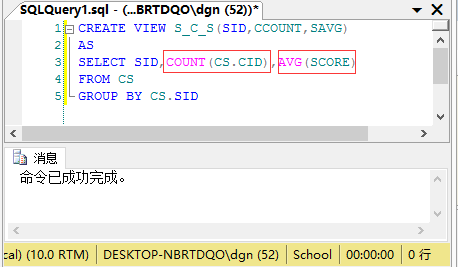 SQLQuery1.sql - (...BRTDQO\dgn (52))*
1 CREATE VIEW S_C_S(SID,CCOUNT,SAVG)
2 AS
3 SELECT SID,COUNT(CS.CID),AVG(SCORE)
4 FROM CS
5 GROUP BY CS.SID
消息
命令已成功完成。
cal) (10.0 RTM) DESKTOP-NBRTDQO\dgn (52) School 00:00:00 0 行